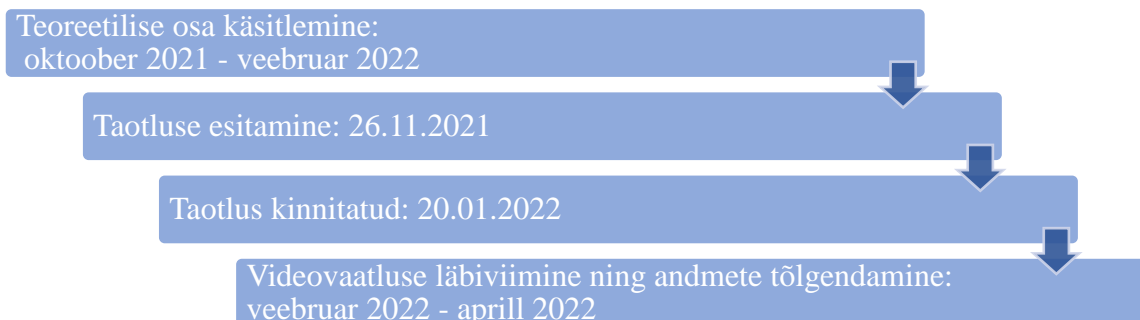 Teoreetilise osa käsitlemine:
oktoober 2021 - veebruar 2022
Taotluse esitamine: 26.11.2021
Taotlus kinnitatud: 20.01.2022
Videovaatluse läbiviimine ning andmete tõlgendamine:
veebruar 2022 - aprill 2022